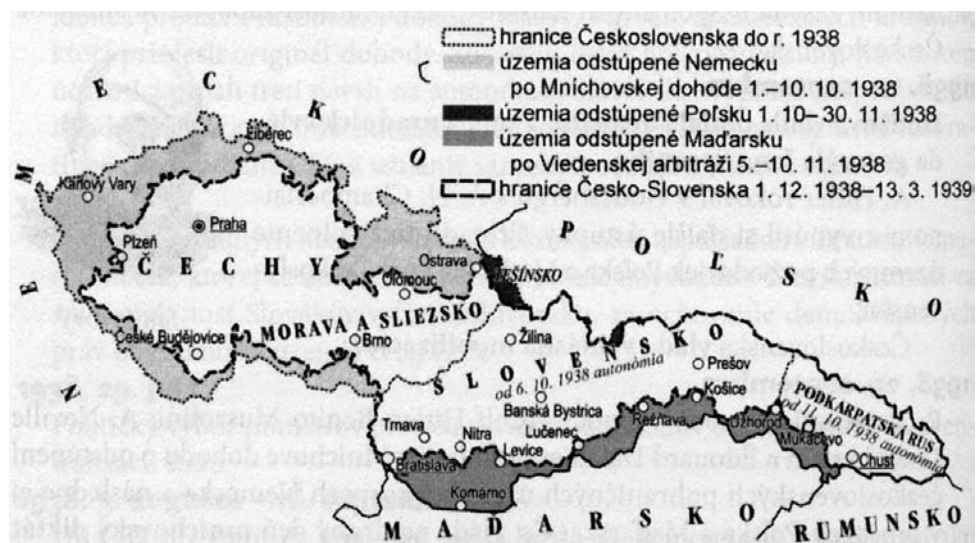 hranice Československa do r. 1938
územia odstúpené Nemecku
po Mníchovskej dohode 1.–10. 10. 1938
územia odstúpené Poľsku 1.10– 30. 11. 1938
územia odstúpené Maďarsku
po Viedenskej arbitráži 5.–10. 11. 1938
hranice Česko-Slovenska 1. 12. 1938–13. 3. 1939
NEMECKO
POĽSKO
Liberec
Karlovy Vary
Praha
Plzeň
ČECHY
Ostrava
TEŠÍNSKO
Olomouc
MORAVA A SLIEZSKO
České Budějovice
Brno
Žilina
SLOVENSKO
od 6. 10. 1938 autonómia
Prešov
Banská Bystrica
Košice
Rožňava
PODKARPATSKÁ RUS
od 11. 10. 1938 autonómia
Užhorod
Mukačevo
Chust
Trnava
Nitra
Lučenec
Levice
Bratislava
Komárno
MAĎARSKO
RUMUNSKO